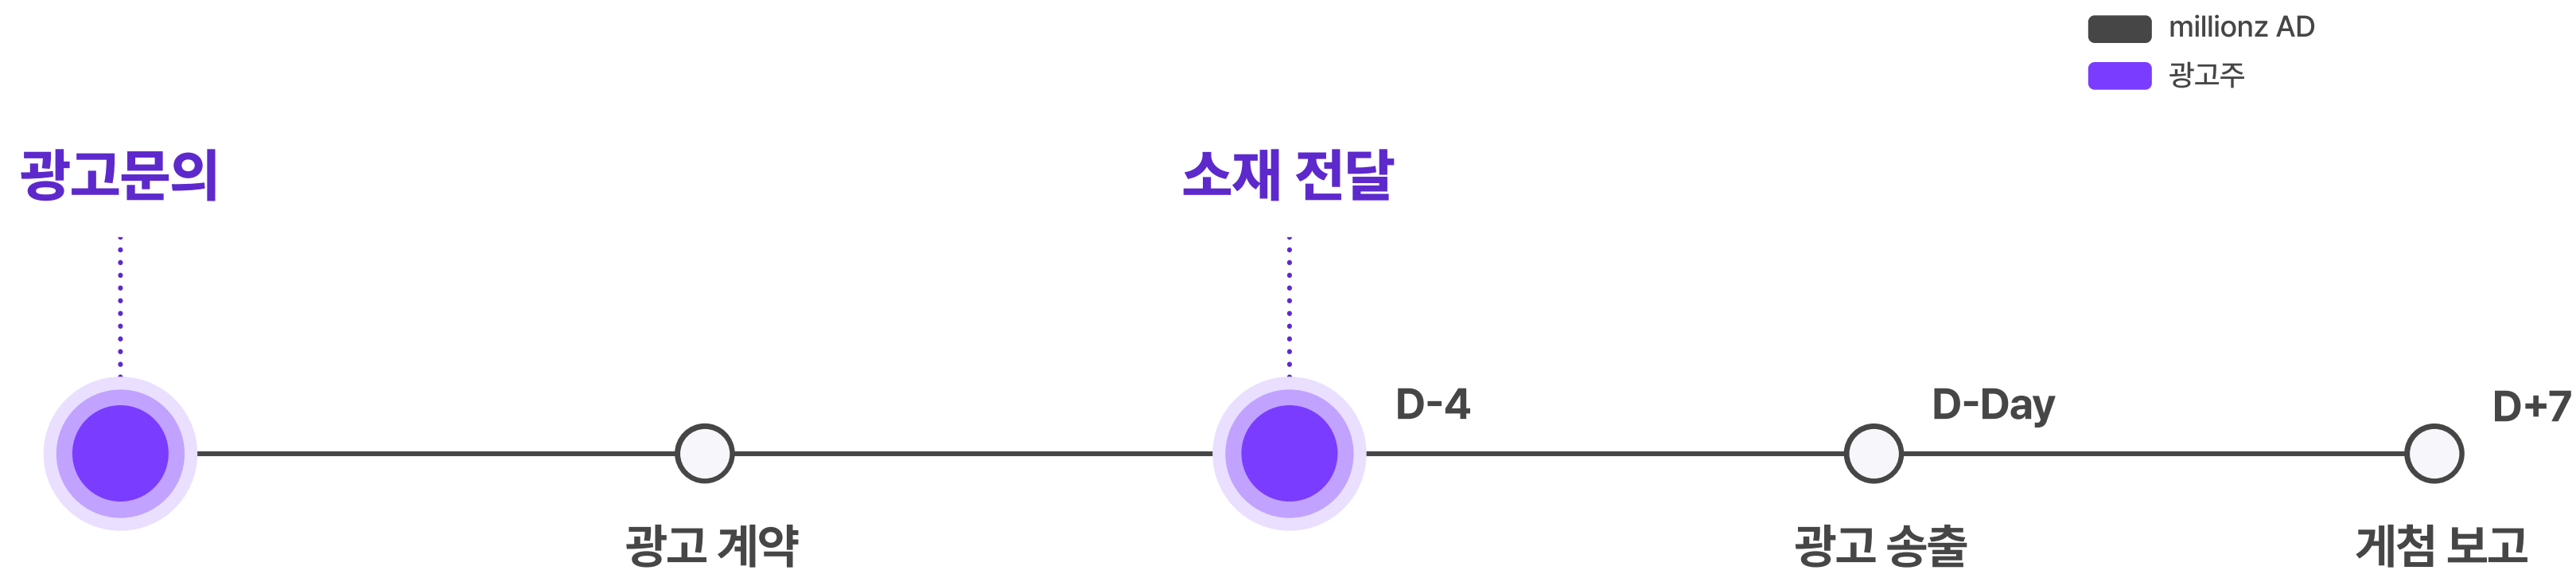 millionz AD
광고주
광고문의
소재 전달
D-4
D-Day
D+7
광고 계약
광고 송출
게첨 보고